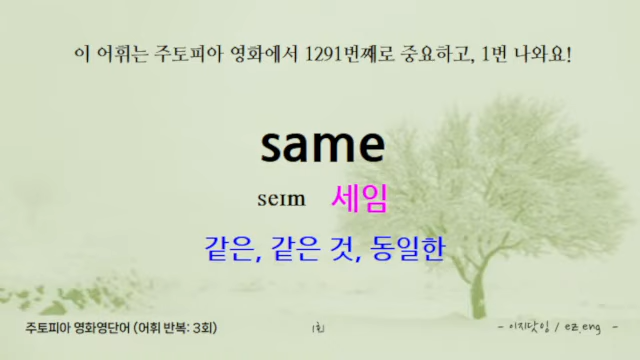 이 어휘는 주토피아 영화에서 1291번째로 중요하고, 1번 나와요!
same
seɪm 세임
같은, 같은 것, 동일한
주토피아 영화영단어 (어휘 반복: 3회) 1회 - 이지닷잉 / ez.eng -